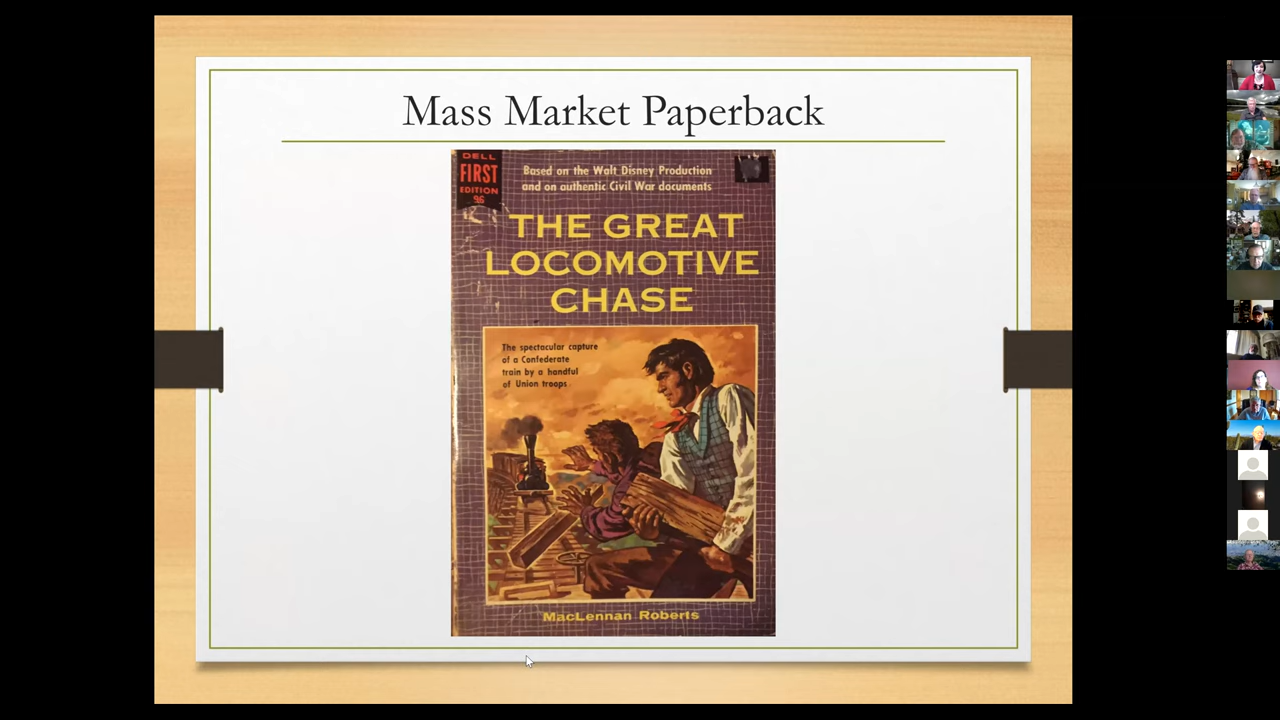 Mass Market Paperback
DELL
FIRST
EDITION
96
Based on the Walt Disney Production
and on authentic Civil War documents
THE GREAT
LOCOMOTIVE
CHASE
The spectacular capture
of a Confederate
train by a handful
of Union troops.
MacLennan Roberts